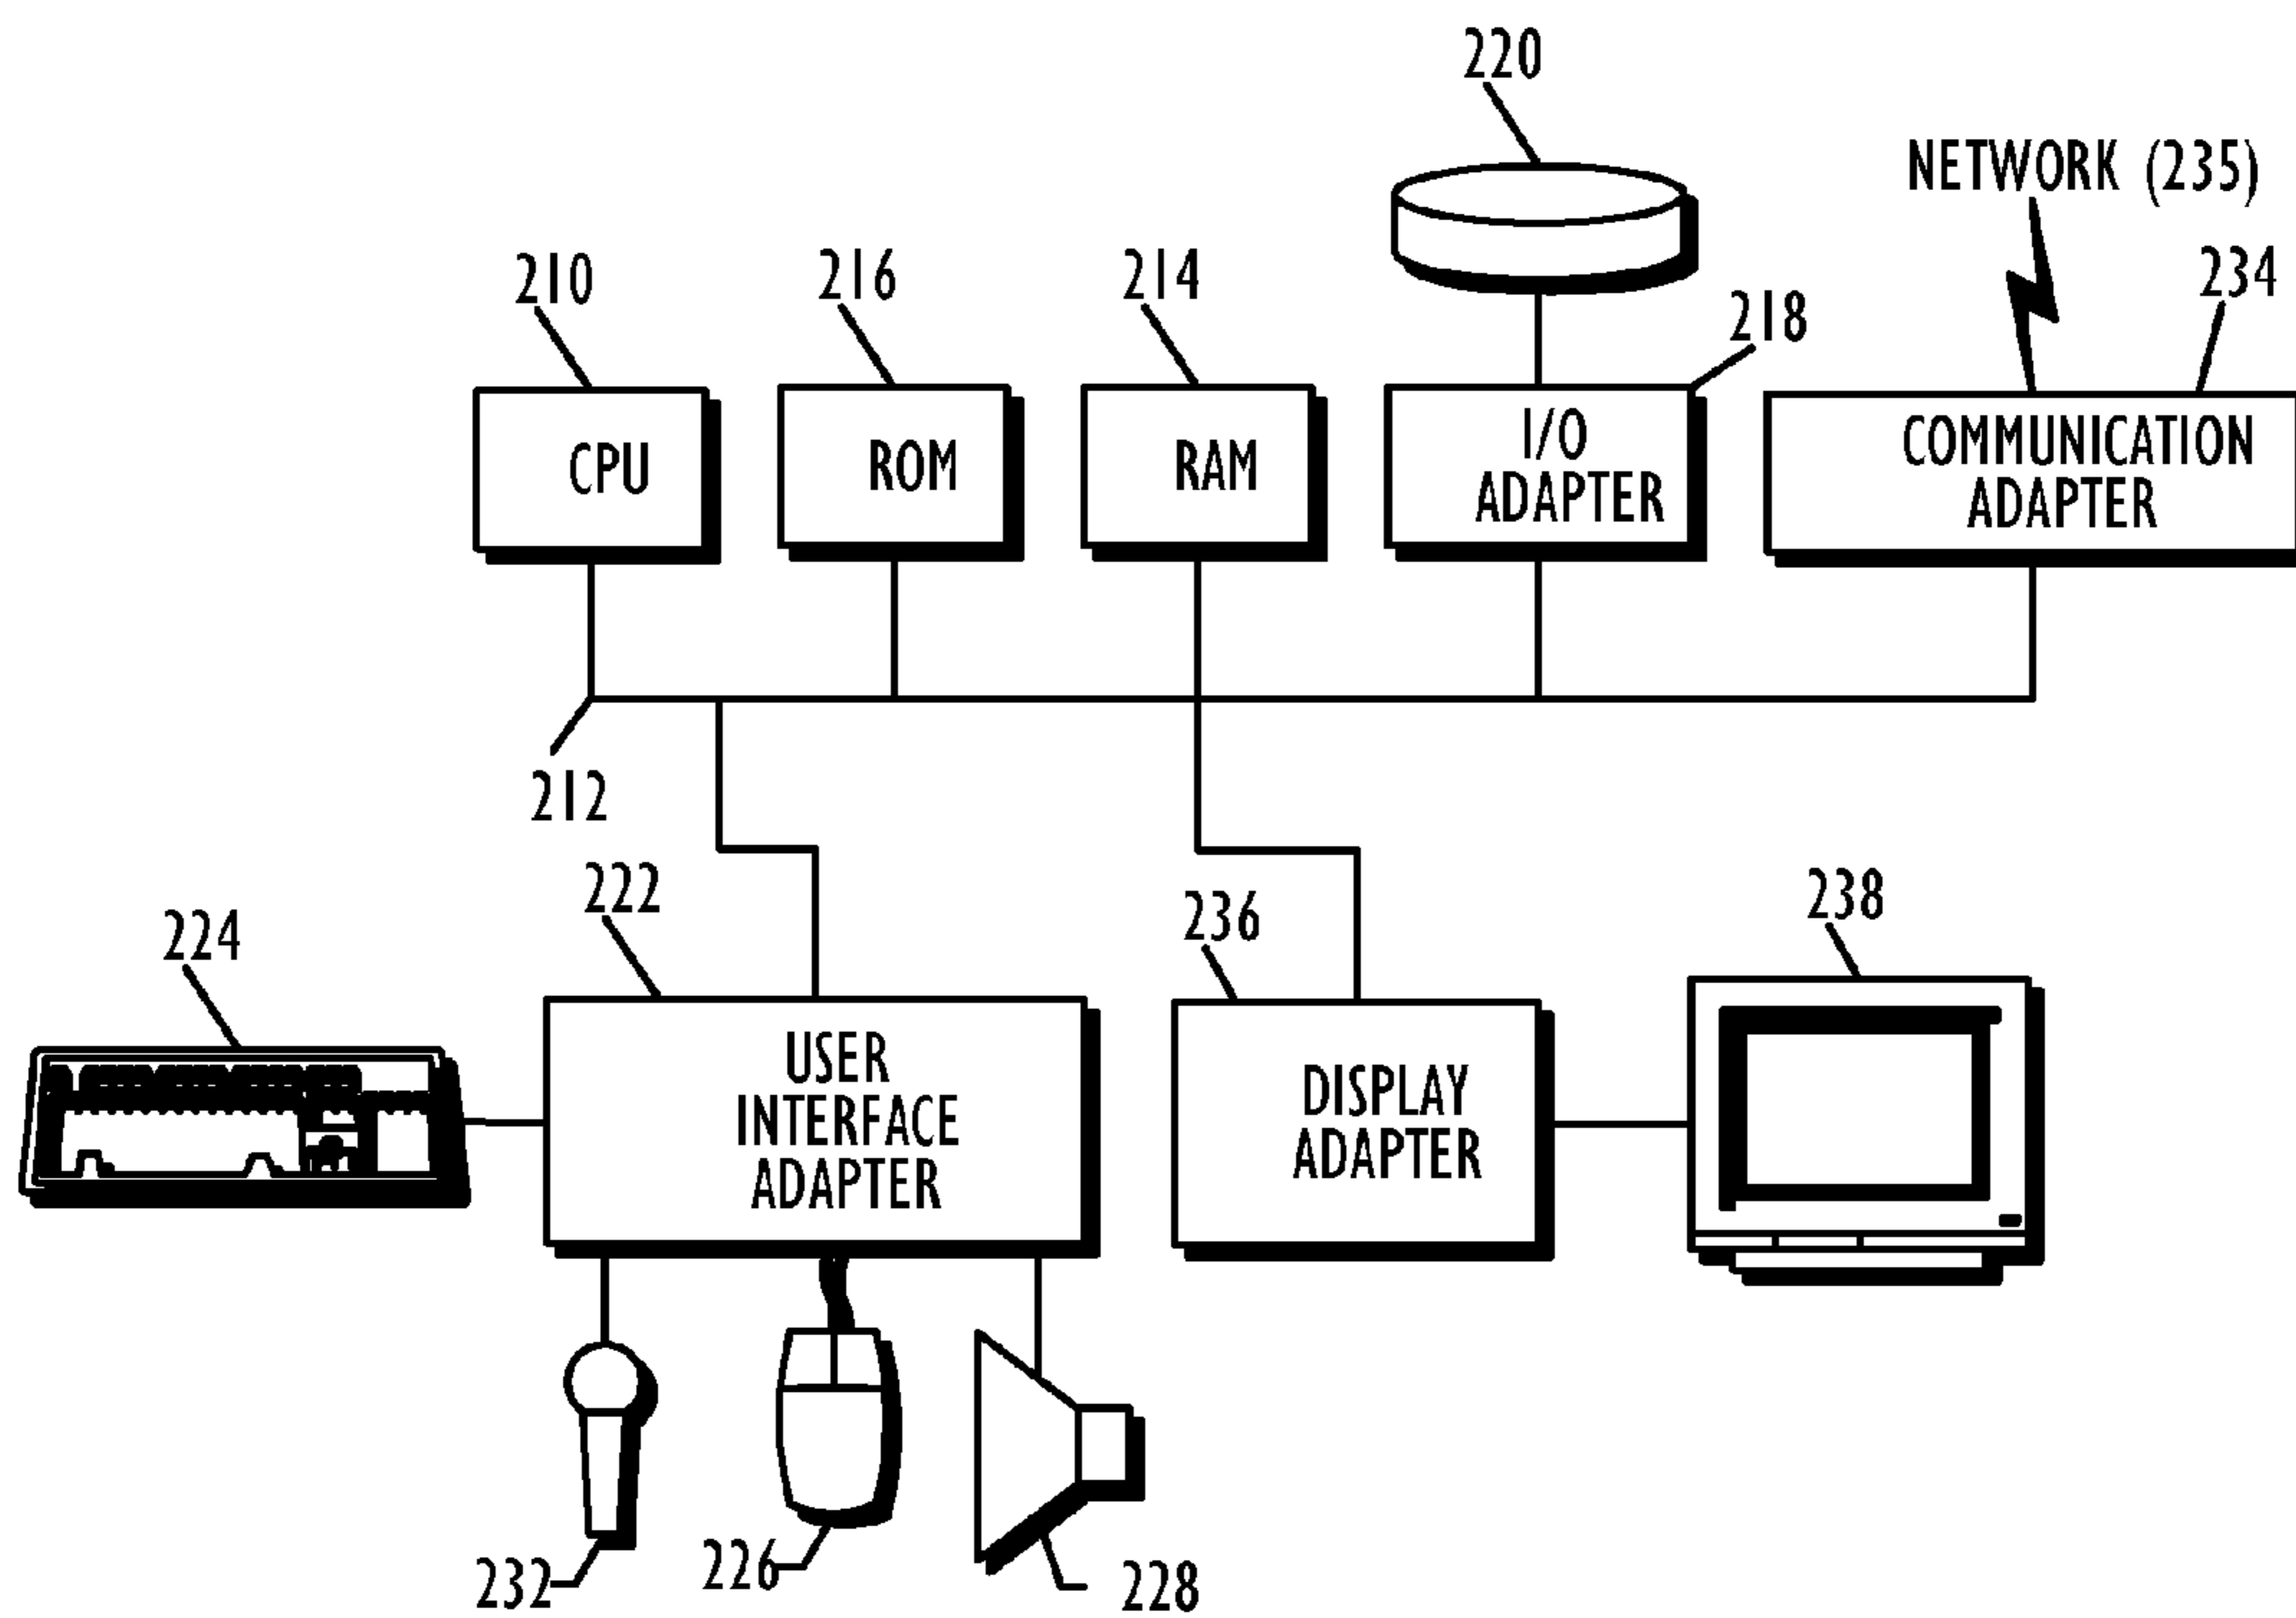 220
NETWORK (235)
210
216
214
218
234
CPU
ROM
RAM
I/O
ADAPTER
COMMUNICATION
ADAPTER
212
222
224
236
238
USER
INTERFACE
ADAPTER
DISPLAY
ADAPTER
232
226
228